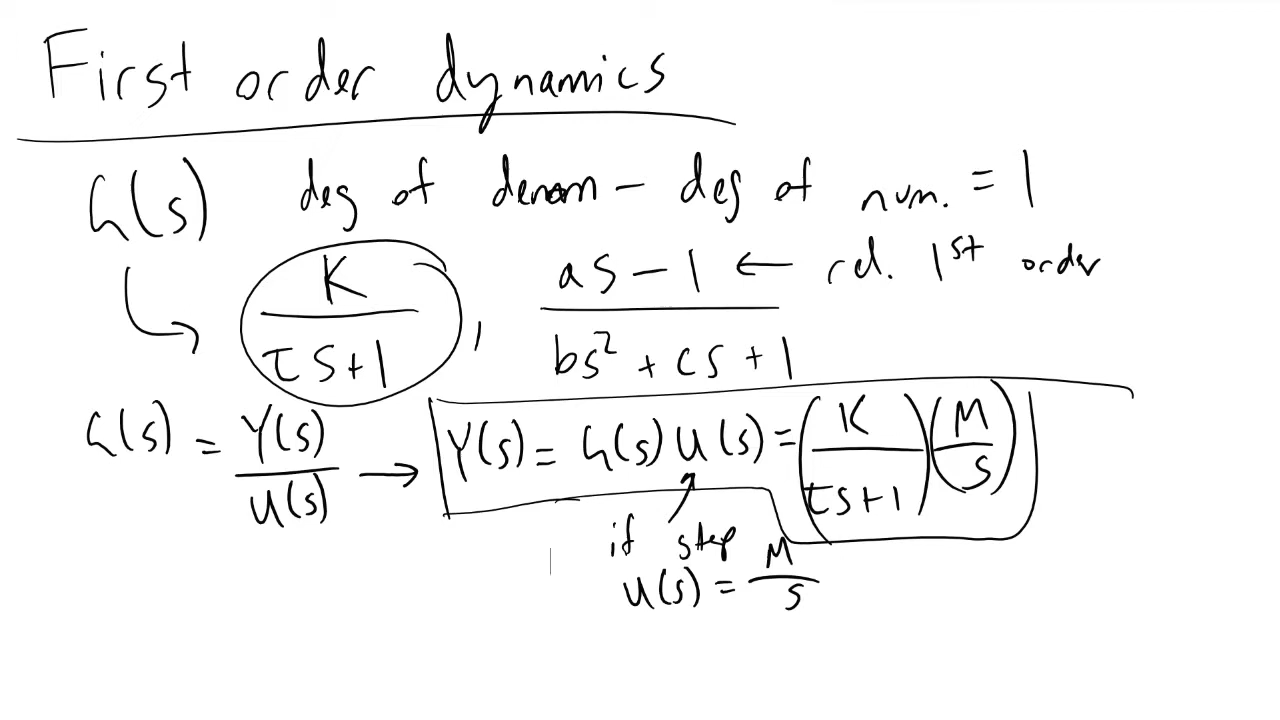 First order dynamics
G(s) deg of denom - deg of num. = 1
K / τs+1 , as - 1 / bs² + cs + 1 ← rel. 1st order
G(s) = Y(s) / U(s) → Y(s) = G(s) U(s) = (K / τs+1) (M / s)
if step
U(s) = M / s